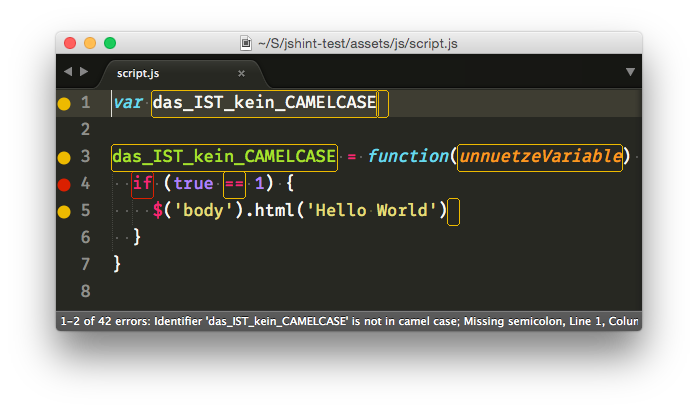 ~/S/jshint-test/assets/js/script.js
script.js ×
1 var das_IST_kein_CAMELCASE
2
3 das_IST_kein_CAMELCASE = function(unnuetzeVariable)
4   if (true == 1) {
5     $('body').html('Hello World')
6   }
7 }
8
1–2 of 42 errors: Identifier 'das_IST_kein_CAMELCASE' is not in camel case; Missing semicolon, Line 1, Colun